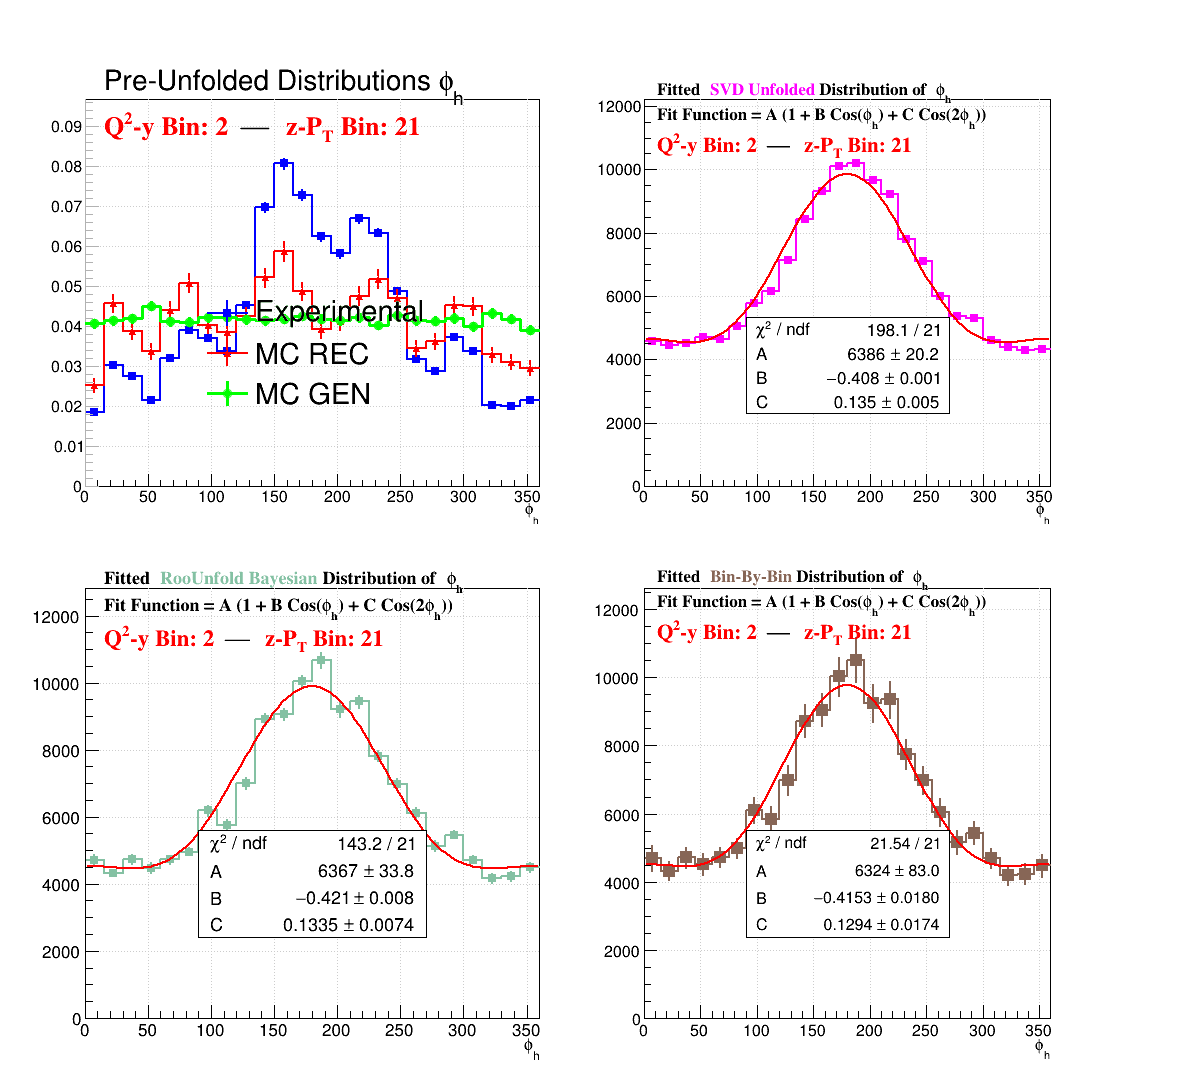 Pre-Unfolded Distributions ϕh
Q²-y Bin: 2 — z-PT Bin: 21
0.09
0.08
0.07
0.06
0.05
0.04
0.03
0.02
0.01
0
Experimental
MC REC
MC GEN
0 50 100 150 200 250 300 350
ϕh
Fitted SVD Unfolded Distribution of ϕh
Fit Function = A (1 + B Cos(ϕh) + C Cos(2ϕh))
Q²-y Bin: 2 — z-PT Bin: 21
12000
10000
8000
6000
4000
2000
0
χ² / ndf 198.1 / 21
A 6386 ± 20.2
B −0.408 ± 0.001
C 0.135 ± 0.005
0 50 100 150 200 250 300 350
ϕh
Fitted RooUnfold Bayesian Distribution of ϕh
Fit Function = A (1 + B Cos(ϕh) + C Cos(2ϕh))
Q²-y Bin: 2 — z-PT Bin: 21
12000
10000
8000
6000
4000
2000
0
χ² / ndf 143.2 / 21
A 6367 ± 33.8
B −0.421 ± 0.008
C 0.1335 ± 0.0074
0 50 100 150 200 250 300 350
ϕh
Fitted Bin-By-Bin Distribution of ϕh
Fit Function = A (1 + B Cos(ϕh) + C Cos(2ϕh))
Q²-y Bin: 2 — z-PT Bin: 21
12000
10000
8000
6000
4000
2000
0
χ² / ndf 21.54 / 21
A 6324 ± 83.0
B −0.4153 ± 0.0180
C 0.1294 ± 0.0174
0 50 100 150 200 250 300 350
ϕh